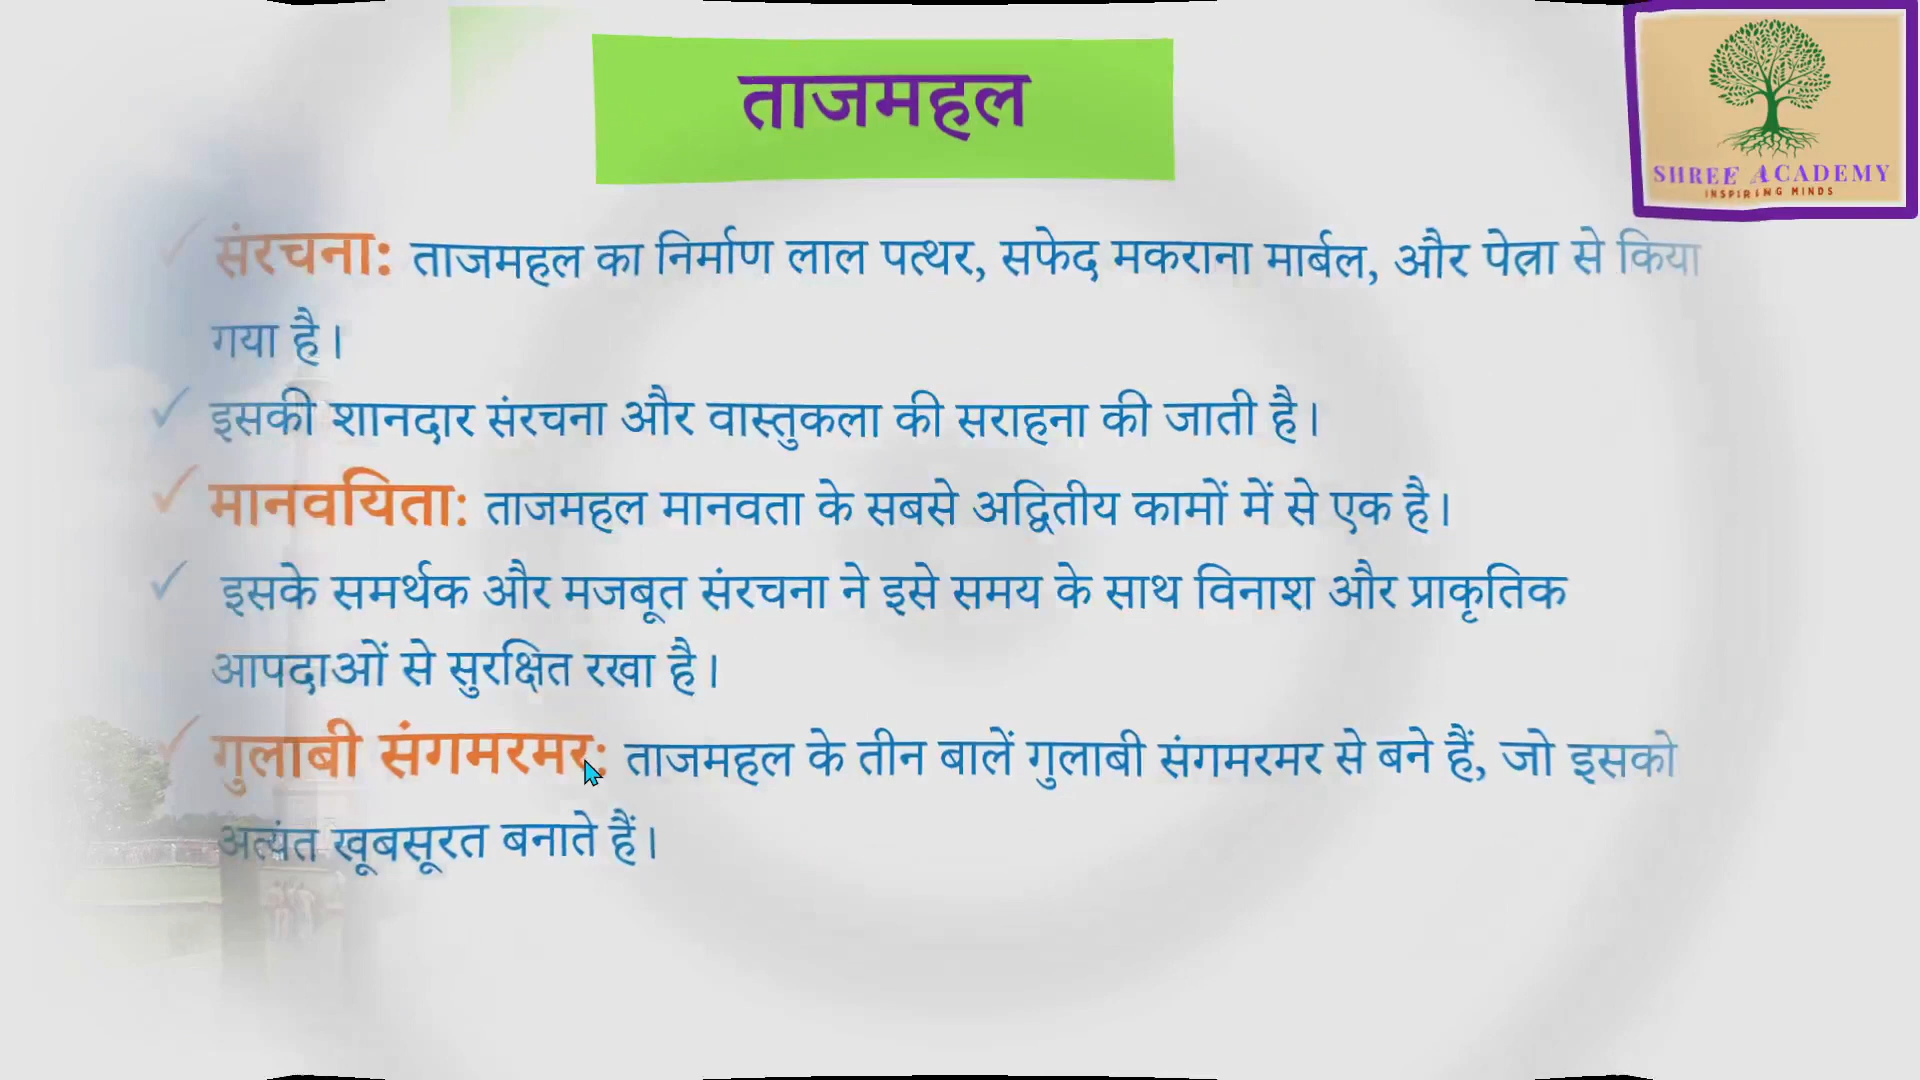 ताजमहल
SHREE ACADEMY
INSPIRING MINDS
संरचना: ताजमहल का निर्माण लाल पत्थर, सफेद मकराना मार्बल, और पेत्रा से किया
गया है।
इसकी शानदार संरचना और वास्तुकला की सराहना की जाती है।
मानवयिता: ताजमहल मानवता के सबसे अद्वितीय कामों में से एक है।
इसके समर्थक और मजबूत संरचना ने इसे समय के साथ विनाश और प्राकृतिक
आपदाओं से सुरक्षित रखा है।
गुलाबी संगमरमर: ताजमहल के तीन बालें गुलाबी संगमरमर से बने हैं, जो इसको
अत्यंत खूबसूरत बनाते हैं।